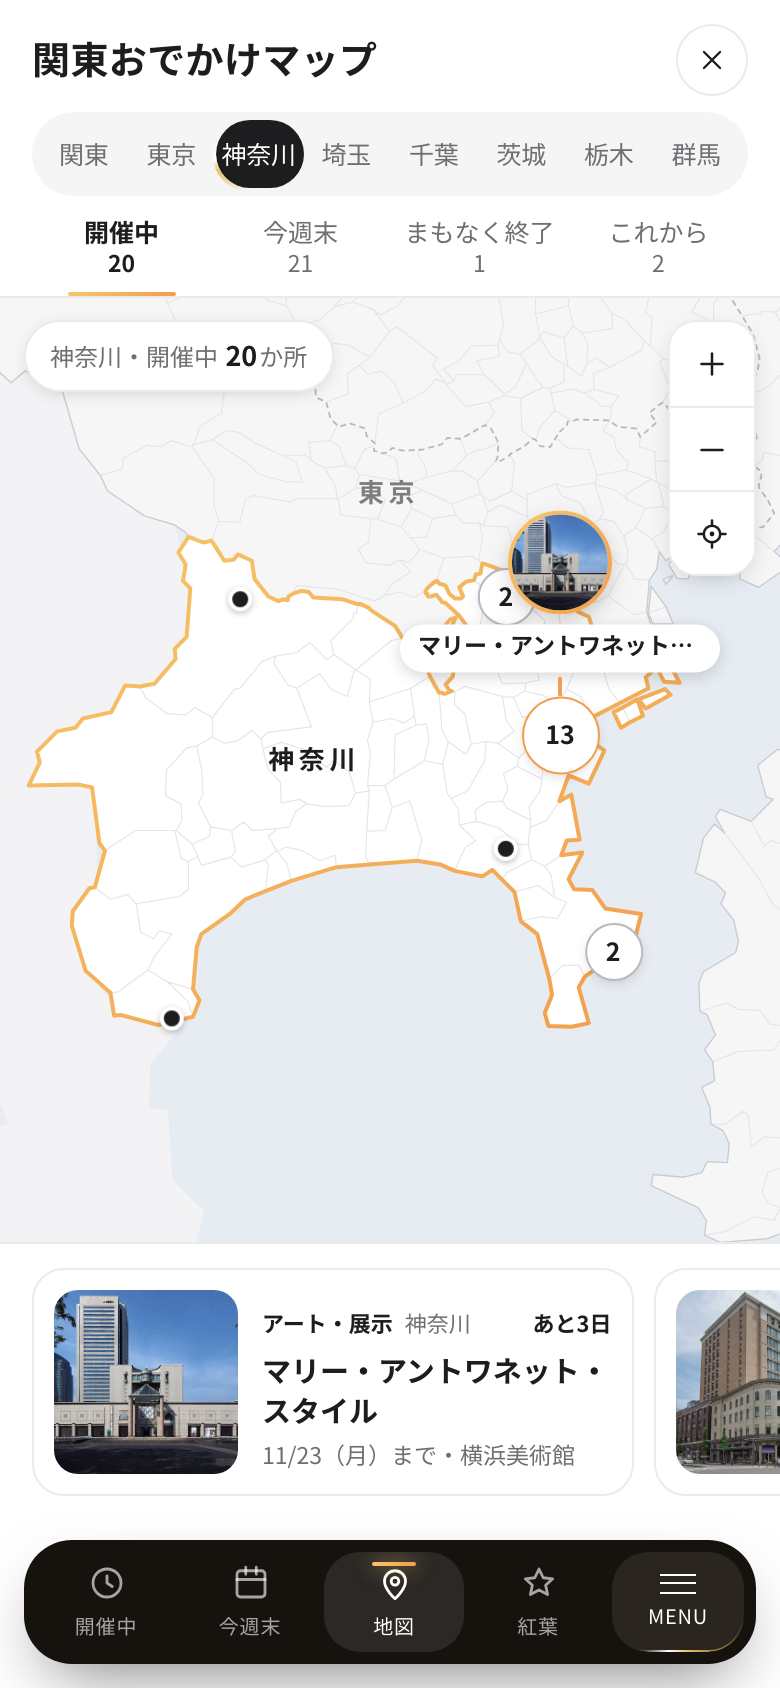 関東おでかけマップ
関東 東京 神奈川 埼玉 千葉 茨城 栃木 群馬
開催中 今週末 まもなく終了 これから
20 21 1 2
神奈川・開催中 20か所
東京
2
マリー・アントワネット…
13
神奈川
2
アート・展示 神奈川 あと3日
マリー・アントワネット・
スタイル
11/23（月）まで・横浜美術館
開催中 今週末 地図 紅葉 MENU